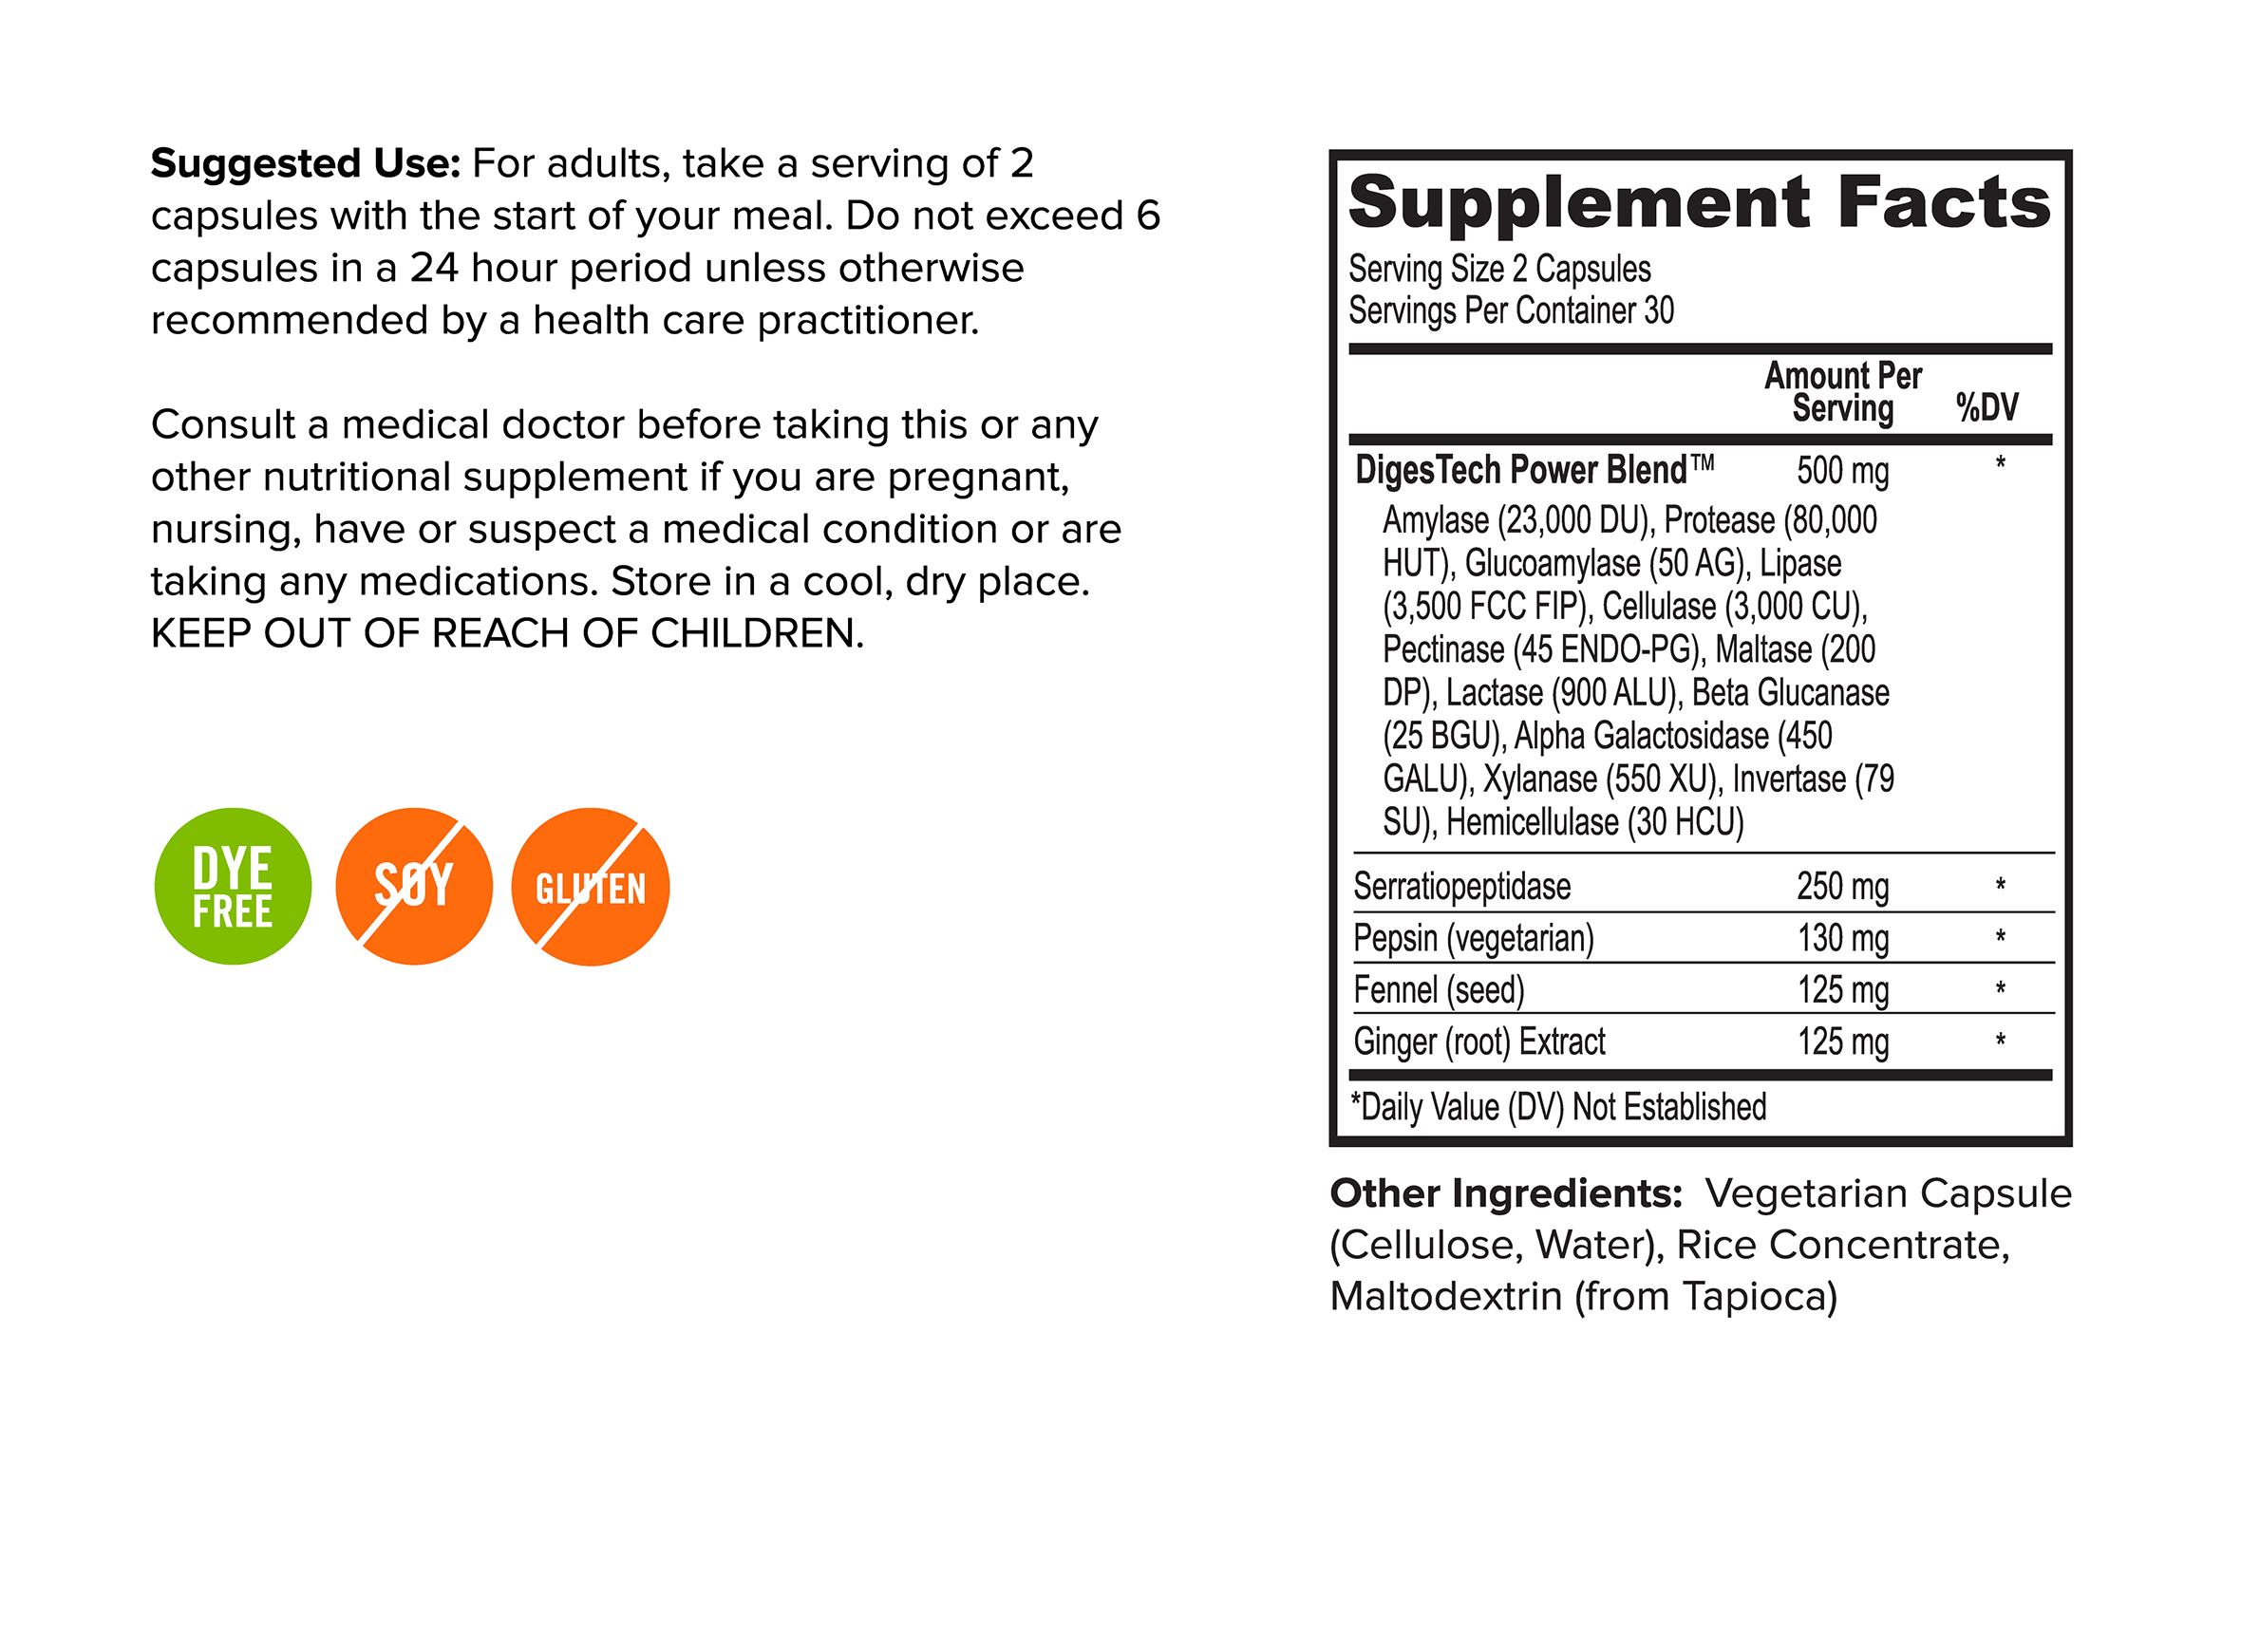 Suggested Use: For adults, take a serving of 2
capsules with the start of your meal. Do not exceed 6
capsules in a 24 hour period unless otherwise
recommended by a health care practitioner.
Consult a medical doctor before taking this or any
other nutritional supplement if you are pregnant,
nursing, have or suspect a medical condition or are
taking any medications. Store in a cool, dry place.
KEEP OUT OF REACH OF CHILDREN.
DYE
FREE
SOY
GLUTEN
Supplement Facts
Serving Size 2 Capsules
Servings Per Container 30
Amount Per
Serving %DV
DigesTech Power Blend™ 500 mg *
Amylase (23,000 DU), Protease (80,000
HUT), Glucoamylase (50 AG), Lipase
(3,500 FCC FIP), Cellulase (3,000 CU),
Pectinase (45 ENDO-PG), Maltase (200
DP), Lactase (900 ALU), Beta Glucanase
(25 BGU), Alpha Galactosidase (450
GALU), Xylanase (550 XU), Invertase (79
SU), Hemicellulase (30 HCU)
Serratiopeptidase 250 mg *
Pepsin (vegetarian) 130 mg *
Fennel (seed) 125 mg *
Ginger (root) Extract 125 mg *
*Daily Value (DV) Not Established
Other Ingredients: Vegetarian Capsule
(Cellulose, Water), Rice Concentrate,
Maltodextrin (from Tapioca)